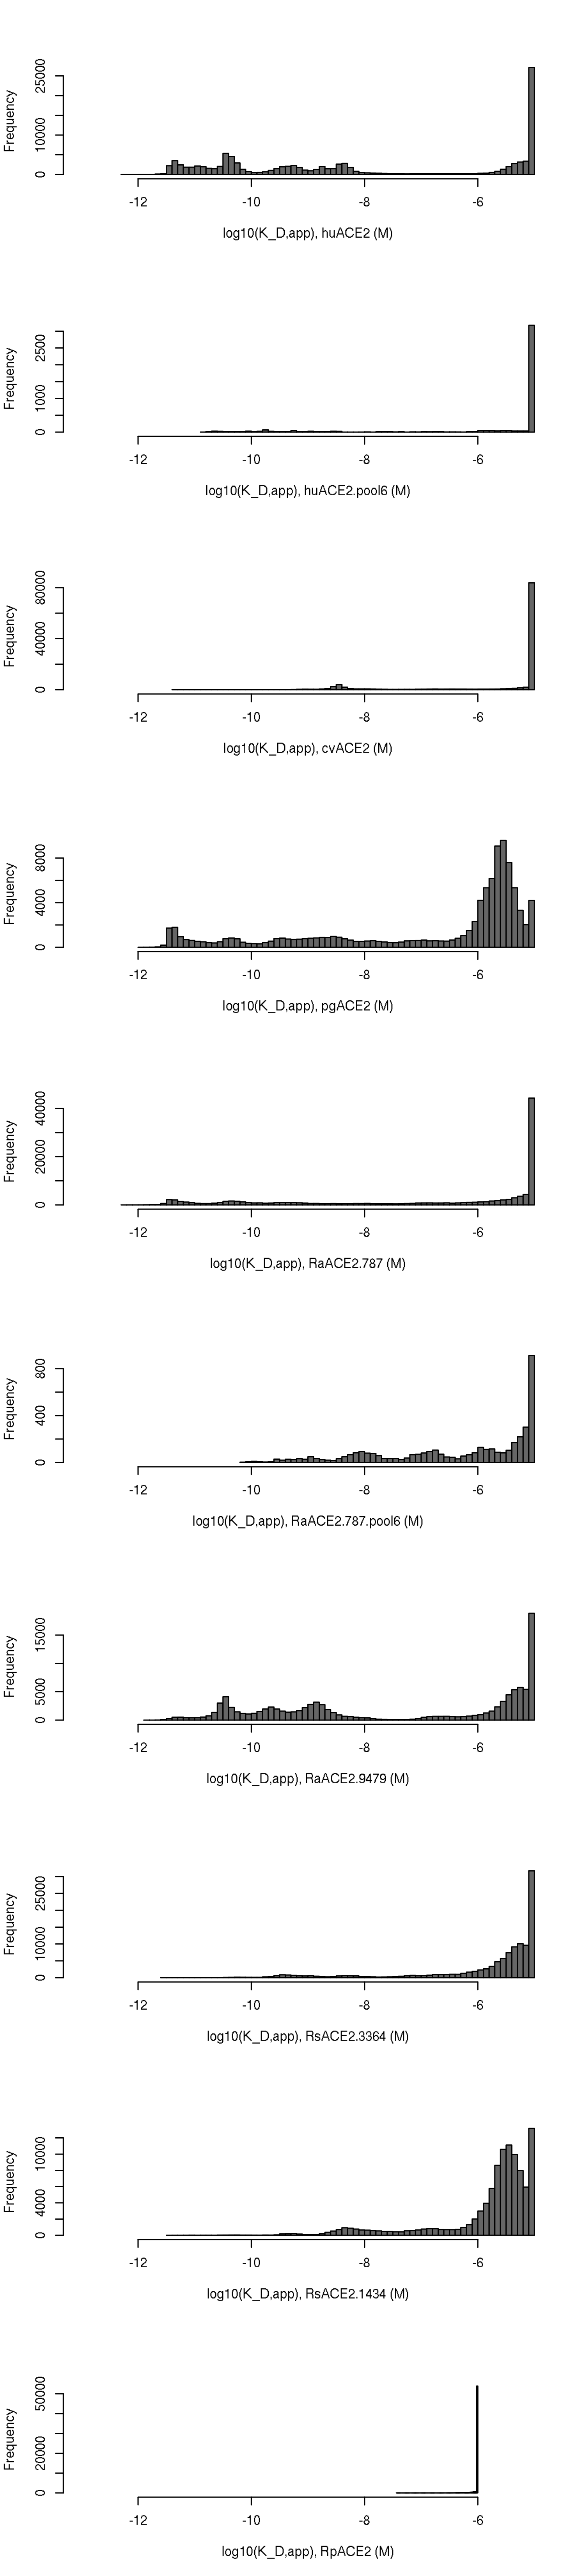 Frequency
0 10000 25000
-12 -10 -8 -6
log10(K_D,app), huACE2 (M)
Frequency
0 1000 2500
-12 -10 -8 -6
log10(K_D,app), huACE2.pool6 (M)
Frequency
0 40000 80000
-12 -10 -8 -6
log10(K_D,app), cvACE2 (M)
Frequency
0 4000 8000
-12 -10 -8 -6
log10(K_D,app), pgACE2 (M)
Frequency
0 20000 40000
-12 -10 -8 -6
log10(K_D,app), RaACE2.787 (M)
Frequency
0 400 800
-12 -10 -8 -6
log10(K_D,app), RaACE2.787.pool6 (M)
Frequency
0 5000 15000
-12 -10 -8 -6
log10(K_D,app), RaACE2.9479 (M)
Frequency
0 10000 25000
-12 -10 -8 -6
log10(K_D,app), RsACE2.3364 (M)
Frequency
0 4000 10000
-12 -10 -8 -6
log10(K_D,app), RsACE2.1434 (M)
Frequency
0 20000 50000
-12 -10 -8 -6
log10(K_D,app), RpACE2 (M)